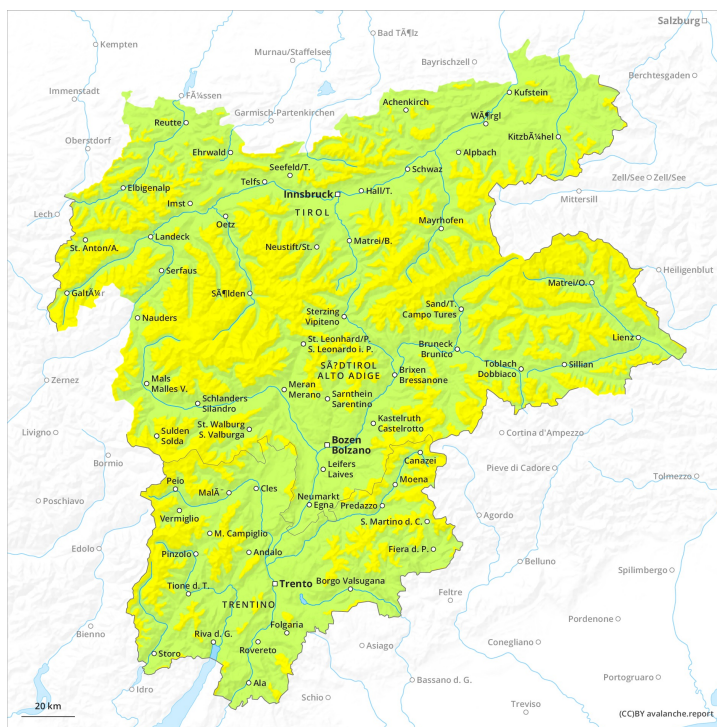 Salzburg
Kempten
Bad TÃ¶lz
Murnau/Staffelsee
Bayrischzell
Berchtesgaden
Immenstadt
FÃ¼ssen
Kufstein
Achenkirch
Garmisch-Partenkirchen
Reutte
WÃ¶rgl
Oberstdorf
KitzbÃ¼hel
Ehrwald
Alpbach
Seefeld/T.
Schwaz
Zell/See
Zell/See
Telfs
Elbigenalp
Innsbruck
Hall/T.
Mittersill
Imst
Lech
TIROL
Oetz
Mayrhofen
Landeck
St. Anton/A.
Neustift/St.
Matrei/B.
Serfaus
Heiligenblut
Matrei/O.
GaltÃ¼r
SÃ¶lden
Sand/T.
Campo Tures
Nauders
Sterzing
Vipiteno
Lienz
St. Leonhard/P.
S. Leonardo i. P.
Bruneck
Brunico
SÃ?DTIROL
ALTO ADIGE
Toblach
Dobbiaco
Sillian
Brixen
Bressanone
Zernez
Mals
Malles V.
Meran
Merano
Schlanders
Silandro
Sarnthein
Sarentino
St. Walburg
S. Valburga
Kastelruth
Castelrotto
Livigno
Sulden
Solda
Cortina d'Ampezzo
Bozen
Bolzano
Bormio
Canazei
Pieve di Cadore
Leifers
Laives
Tolmezzo
Peio
MalÃ¨
Cles
Moena
Poschiavo
Neumarkt
Egna
Predazzo
Vermiglio
Agordo
S. Martino d. C.
M. Campiglio
Edolo
Fiera d. P.
Pinzolo
Andalo
Belluno
Spilimbergo
Trento
Borgo Valsugana
Tione d. T.
Feltre
TRENTINO
Pordenone
Folgaria
Bienno
Riva d. G.
Rovereto
Asiago
Conegliano
Storo
Bassano d. G.
Portogruaro
Idro
Ala
Schio
Treviso
20 km
(CC)BY avalanche.report